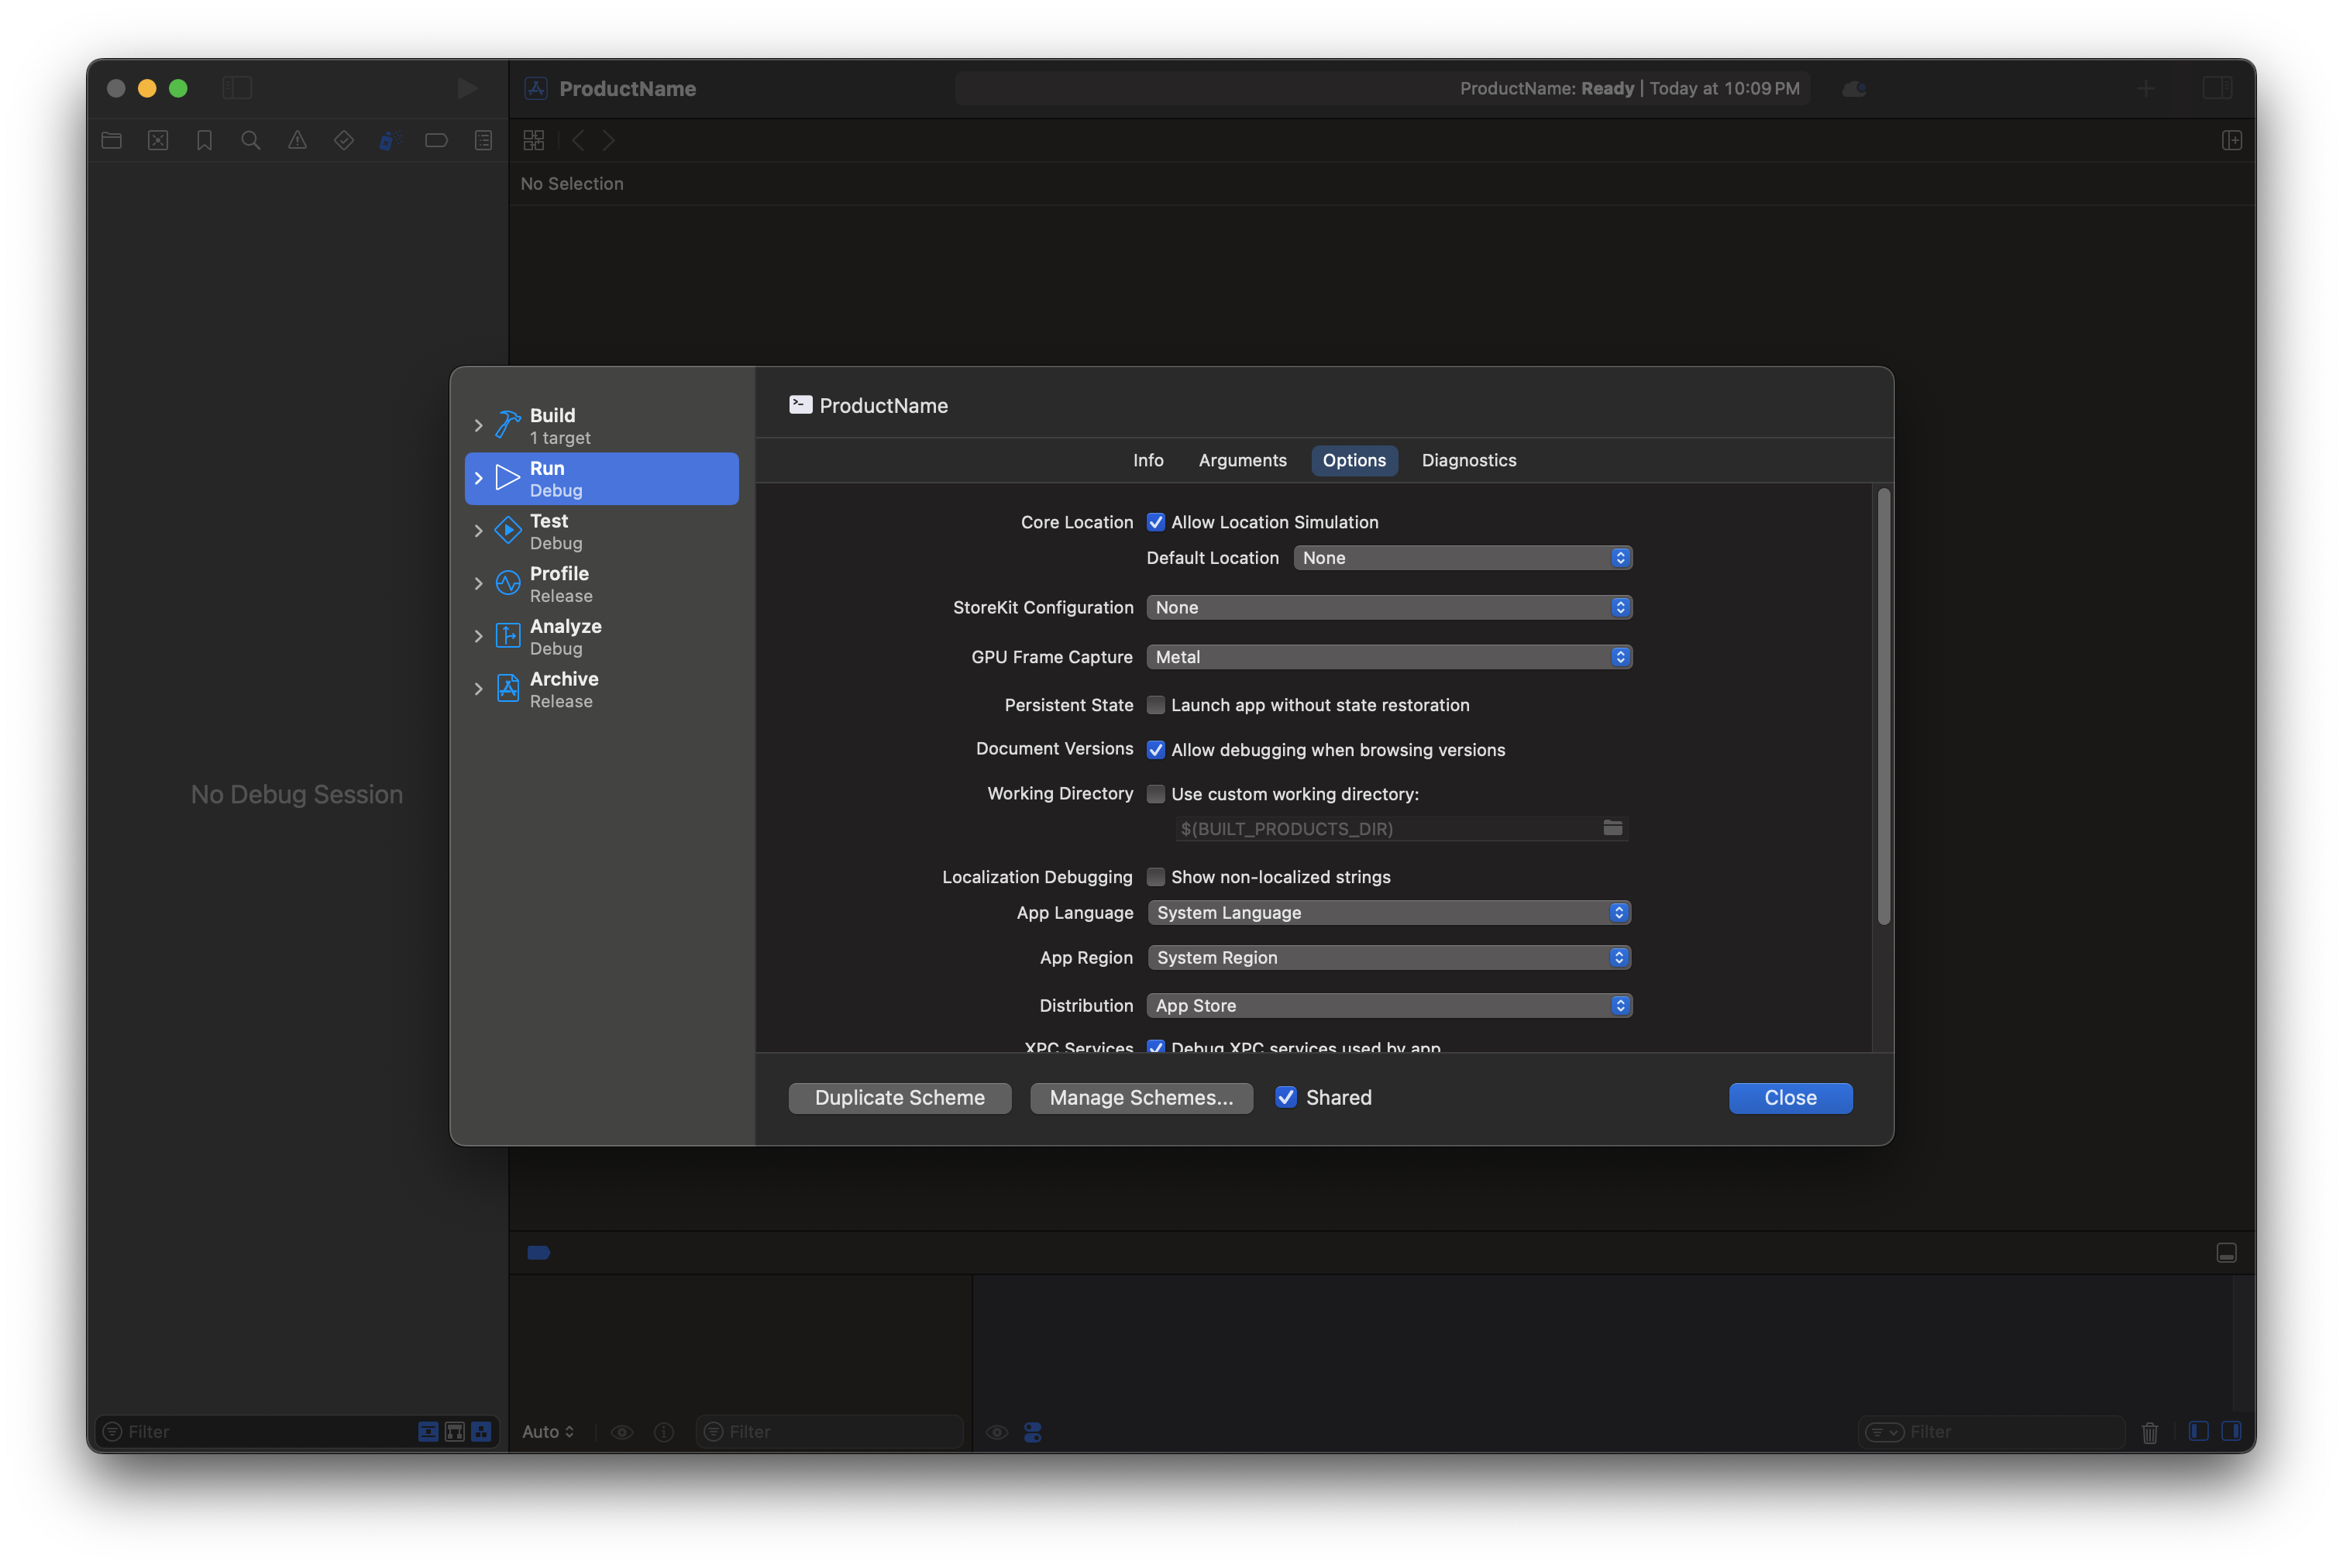 ProductName
ProductName: Ready | Today at 10:09 PM
No Selection
No Debug Session
Build
1 target
Run
Debug
Test
Debug
Profile
Release
Analyze
Debug
Archive
Release
ProductName
Info Arguments Options Diagnostics
Core Location Allow Location Simulation
Default Location None
StoreKit Configuration None
GPU Frame Capture Metal
Persistent State Launch app without state restoration
Document Versions Allow debugging when browsing versions
Working Directory Use custom working directory:
$(BUILT_PRODUCTS_DIR)
Localization Debugging Show non-localized strings
App Language System Language
App Region System Region
Distribution App Store
XPC Services Debug XPC services used by app
Duplicate Scheme Manage Schemes... Shared Close
Filter Auto Filter Filter